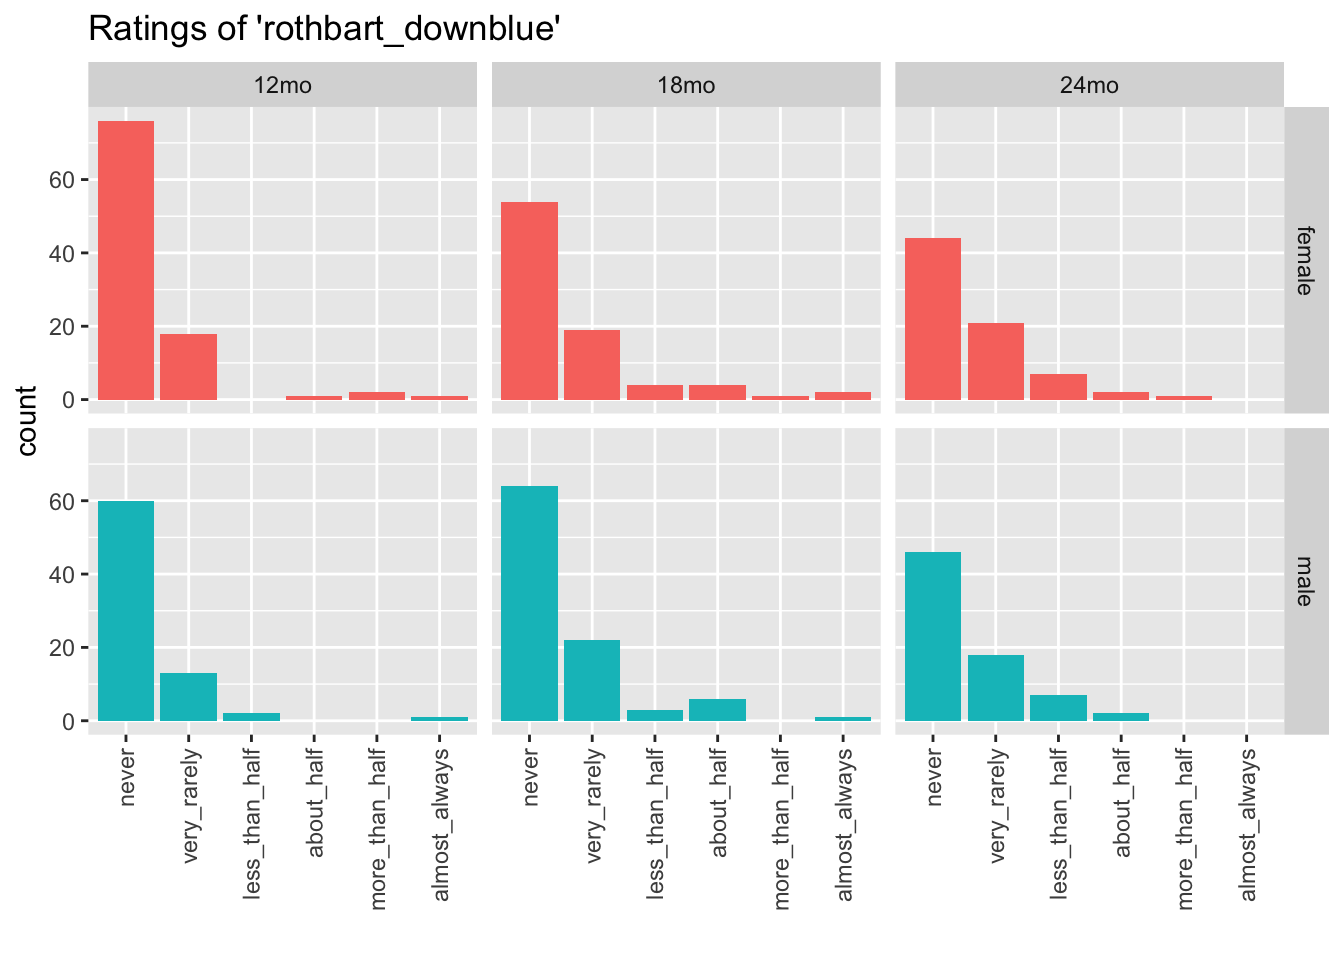 Ratings of 'rothbart_downblue'
12mo 18mo 24mo
60
40
20
0
female
count
60
40
20
0
male
never very_rarely less_than_half about_half more_than_half almost_always never very_rarely less_than_half about_half more_than_half almost_always never very_rarely less_than_half about_half more_than_half almost_always